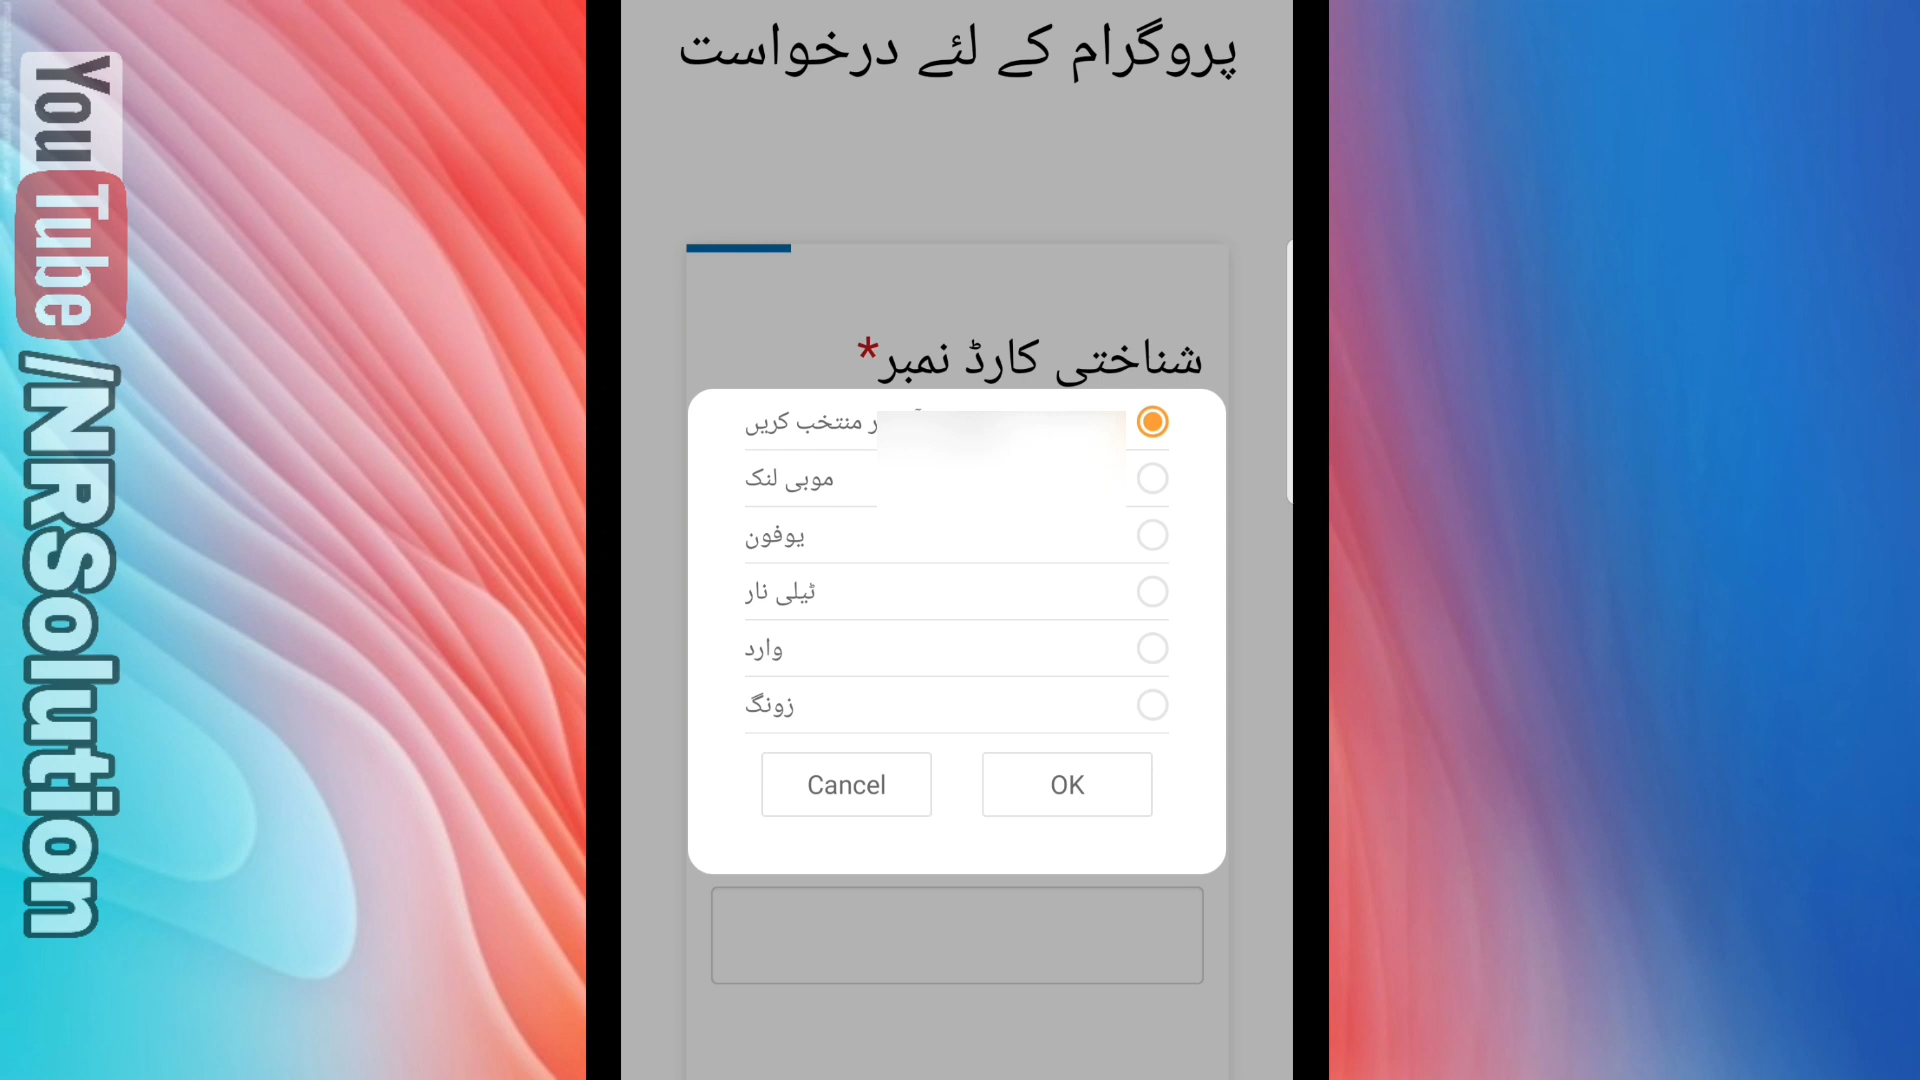 YouTube /NRSolution
پروگرام کے لئے درخواست
شناختی کارڈ نمبر*
منتخب کریں
موبی لنک
یوفون
ٹیلی نار
وارد
زونگ
Cancel
OK